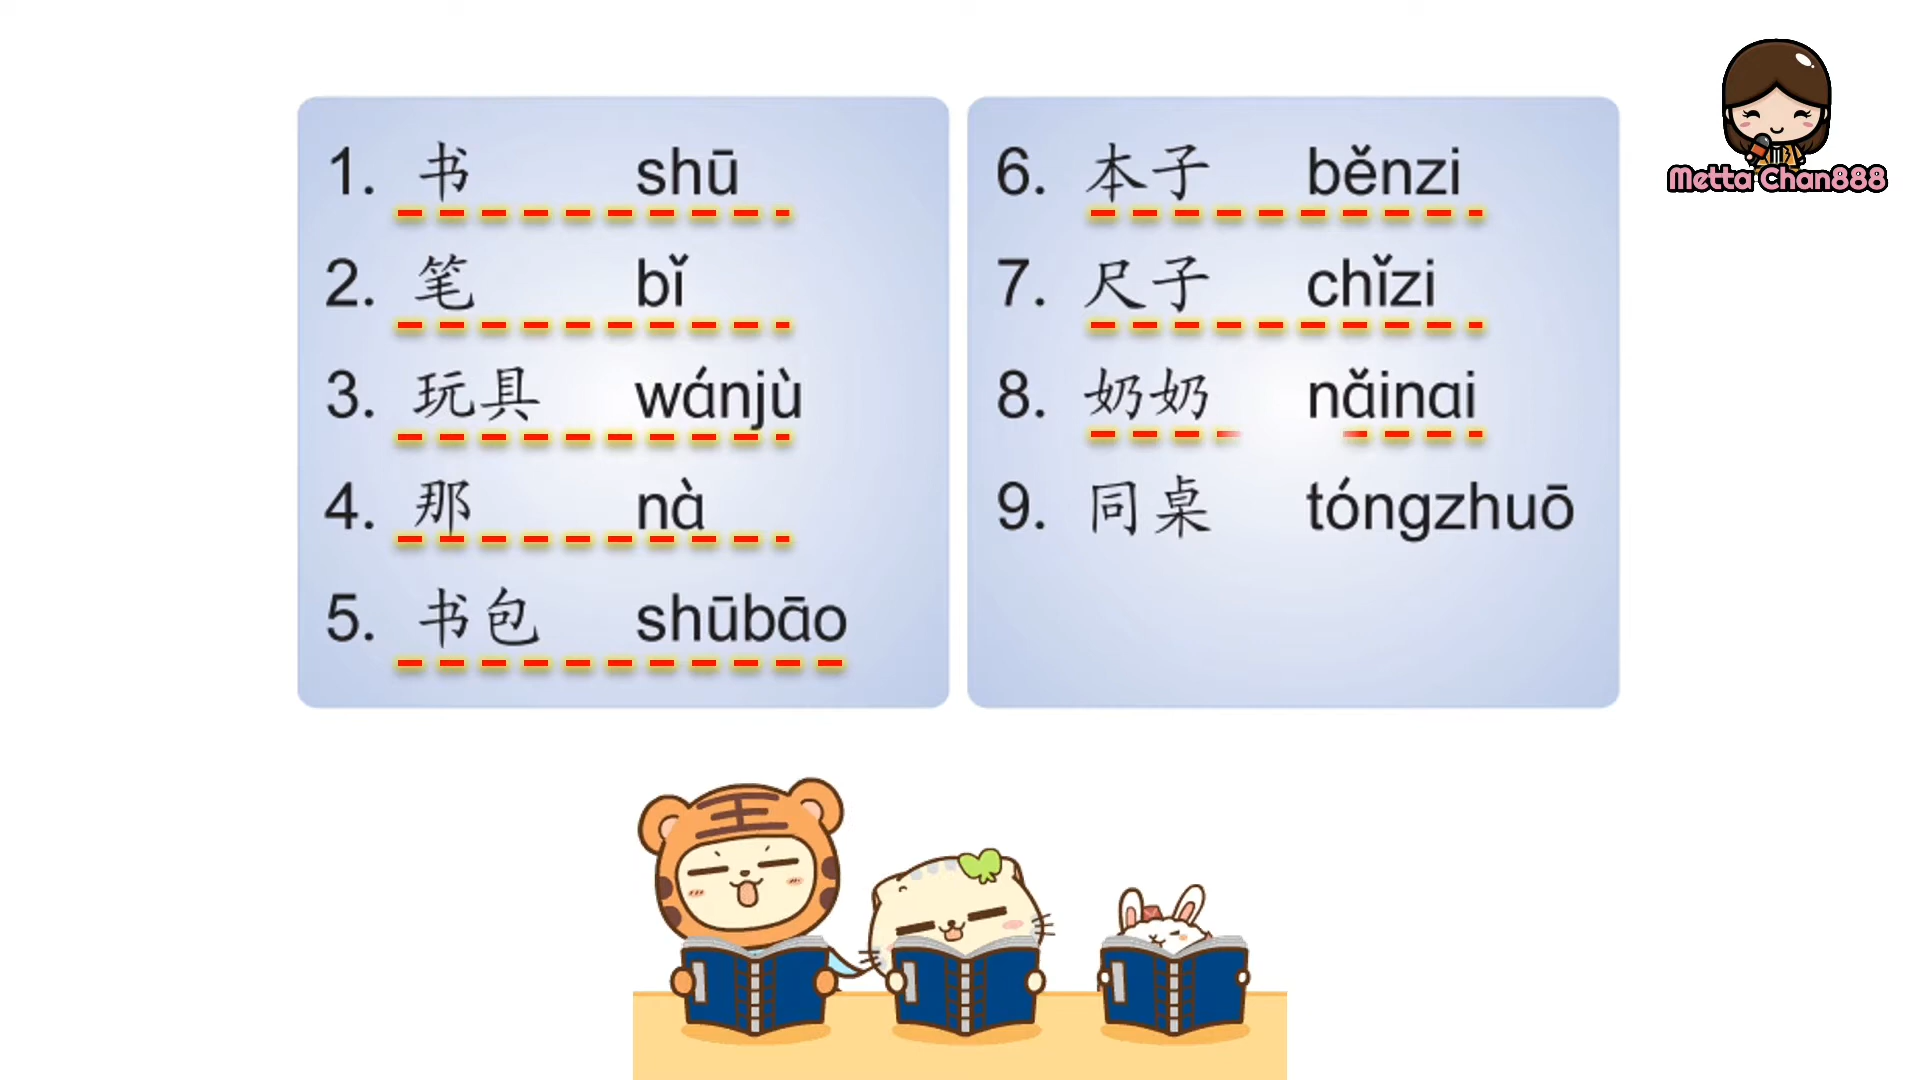 1. 书 shū
2. 笔 bǐ
3. 玩具 wánjù
4. 那 nà
5. 书包 shūbāo
6. 本子 běnzi
7. 尺子 chǐzi
8. 奶奶 nǎinai
9. 同桌 tóngzhuō
Metta Chan888
王